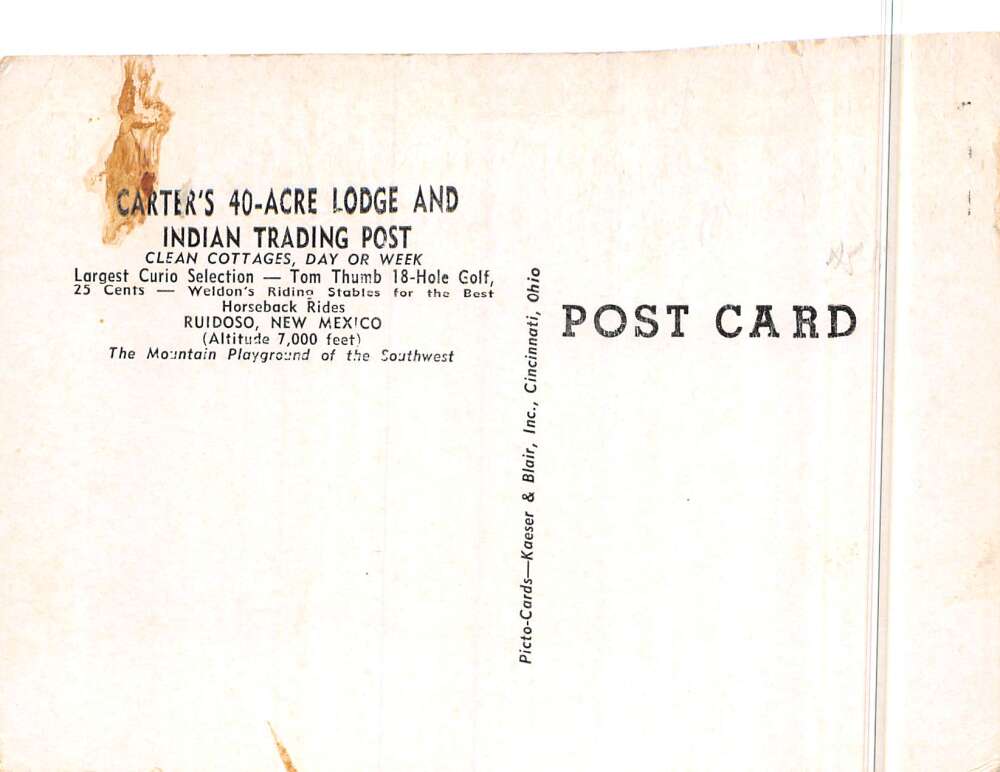 CARTER'S 40-ACRE LODGE AND
INDIAN TRADING POST
CLEAN COTTAGES, DAY OR WEEK
Largest Curio Selection — Tom Thumb 18-Hole Golf,
25 Cents — Weldon's Riding Stables for the Best
Horseback Rides
RUIDOSO, NEW MEXICO
(Altitude 7,000 feet)
The Mountain Playground of the Southwest
Picto-Cards—Kaeser & Blair, Inc., Cincinnati, Ohio
POST CARD